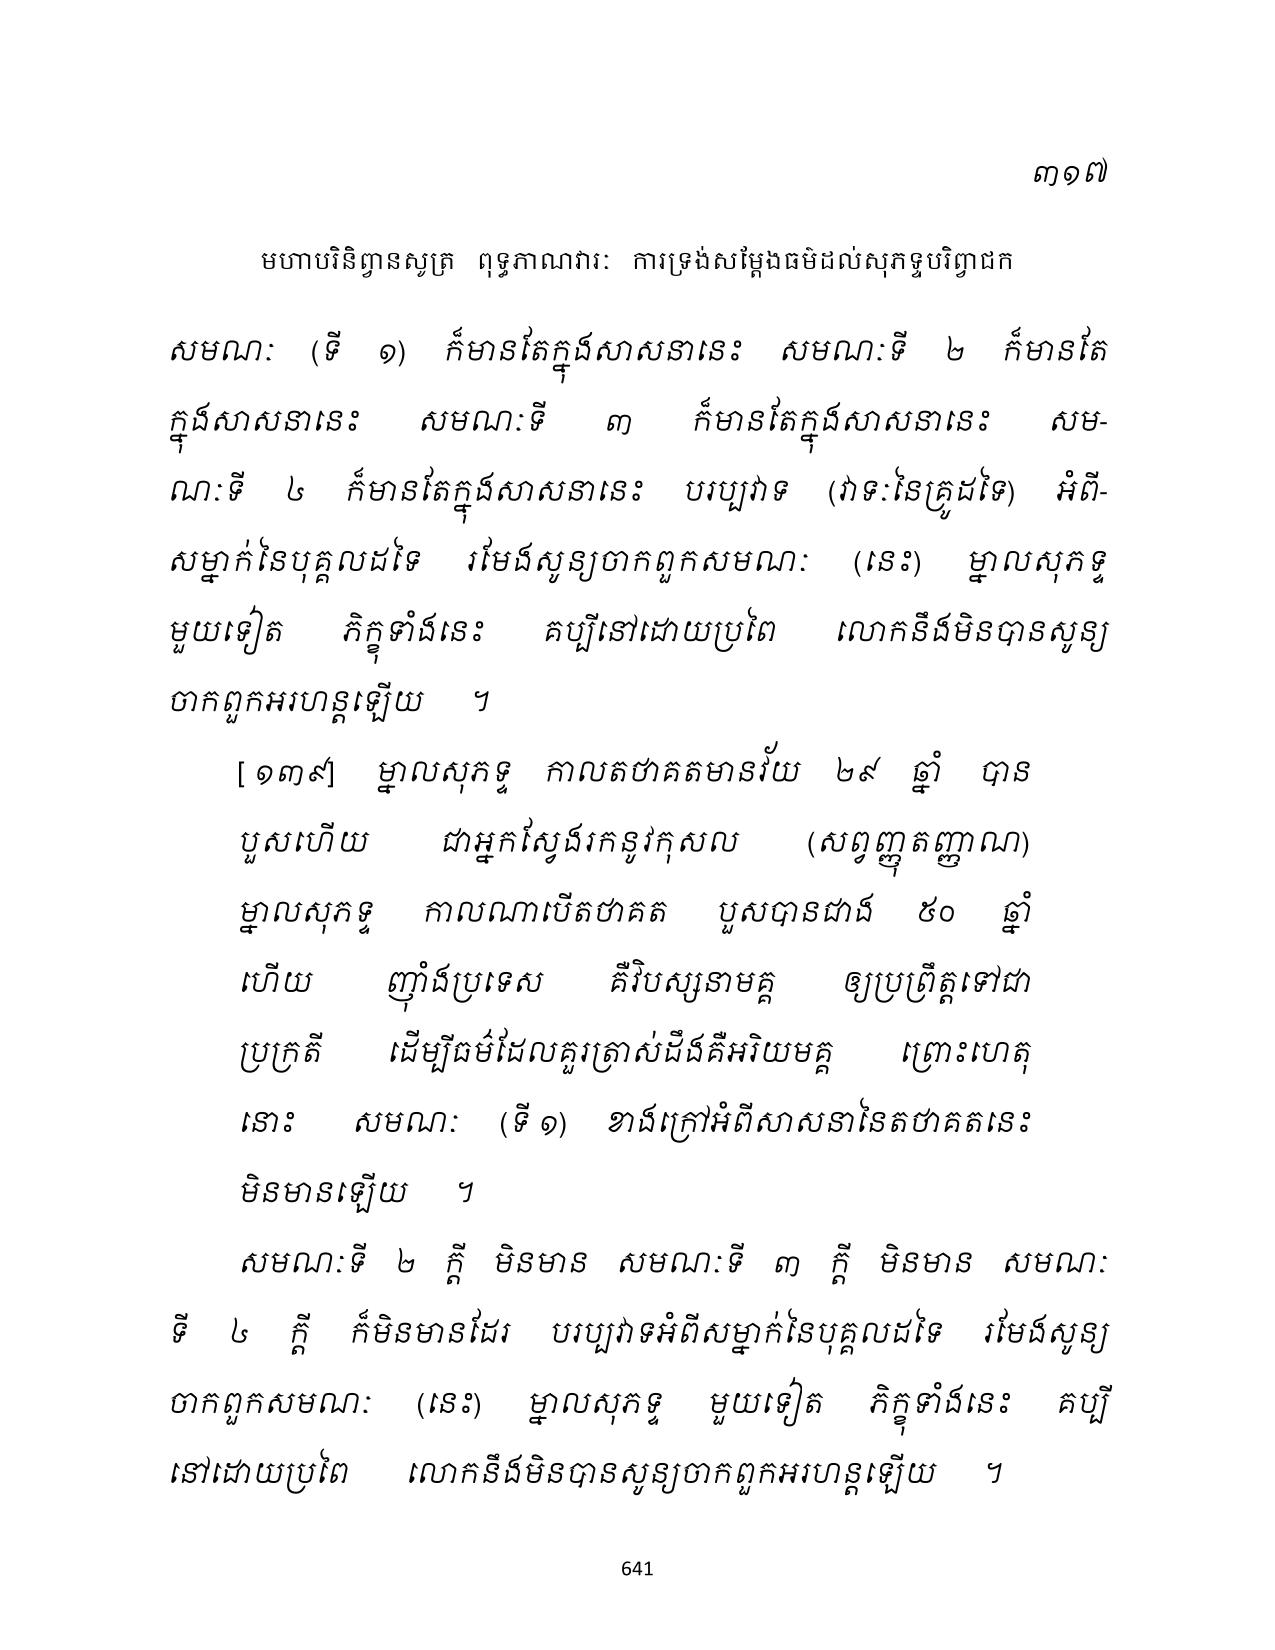 ៣១៧
មហាបរិនិព្វានសូត្រ ពុទ្ធភាណវារៈ ការទ្រង់សម្តែងធម៌ដល់សុភទ្ទបរិព្វាជក
សមណៈ (ទី ១) ក៏មានតែក្នុងសាសនានេះ សមណៈទី ២ ក៏មានតែ
ក្នុងសាសនានេះ សមណៈទី ៣ ក៏មានតែក្នុងសាសនានេះ សម-
ណៈទី ៤ ក៏មានតែក្នុងសាសនានេះ បរប្បវាទ (វាទៈនៃគ្រូដទៃ) អំពី-
សម្នាក់នៃបុគ្គលដទៃ រមែងសូន្យចាកពួកសមណៈ (នេះ) ម្នាលសុភទ្ទ
មួយទៀត ភិក្ខុទាំងនេះ គប្បីនៅដោយប្រពៃ លោកនឹងមិនបានសូន្យ
ចាកពួកអរហន្តឡើយ ។
[ ១៣៩] ម្នាលសុភទ្ទ កាលតថាគតមានវ័យ ២៩ ឆ្នាំ បាន
បួសហើយ ជាអ្នកស្វែងរកនូវកុសល (សព្វញ្ញុតញ្ញាណ)
ម្នាលសុភទ្ទ កាលណាបើតថាគត បួសបានជាង ៥០ ឆ្នាំ
ហើយ ញ៉ាំងប្រទេស គឺវិបស្សនាមគ្គ ឲ្យប្រព្រឹត្តទៅជា
ប្រក្រតី ដើម្បីធម៌ដែលគួរត្រាស់ដឹងគឺអរិយមគ្គ ព្រោះហេតុ
នោះ សមណៈ (ទី ១) ខាងក្រៅអំពីសាសនានៃតថាគតនេះ
មិនមានឡើយ ។
សមណៈទី ២ ក្តី មិនមាន សមណៈទី ៣ ក្តី មិនមាន សមណៈ
ទី ៤ ក្តី ក៏មិនមានដែរ បរប្បវាទអំពីសម្នាក់នៃបុគ្គលដទៃ រមែងសូន្យ
ចាកពួកសមណៈ (នេះ) ម្នាលសុភទ្ទ មួយទៀត ភិក្ខុទាំងនេះ គប្បី
នៅដោយប្រពៃ លោកនឹងមិនបានសូន្យចាកពួកអរហន្តឡើយ ។
641